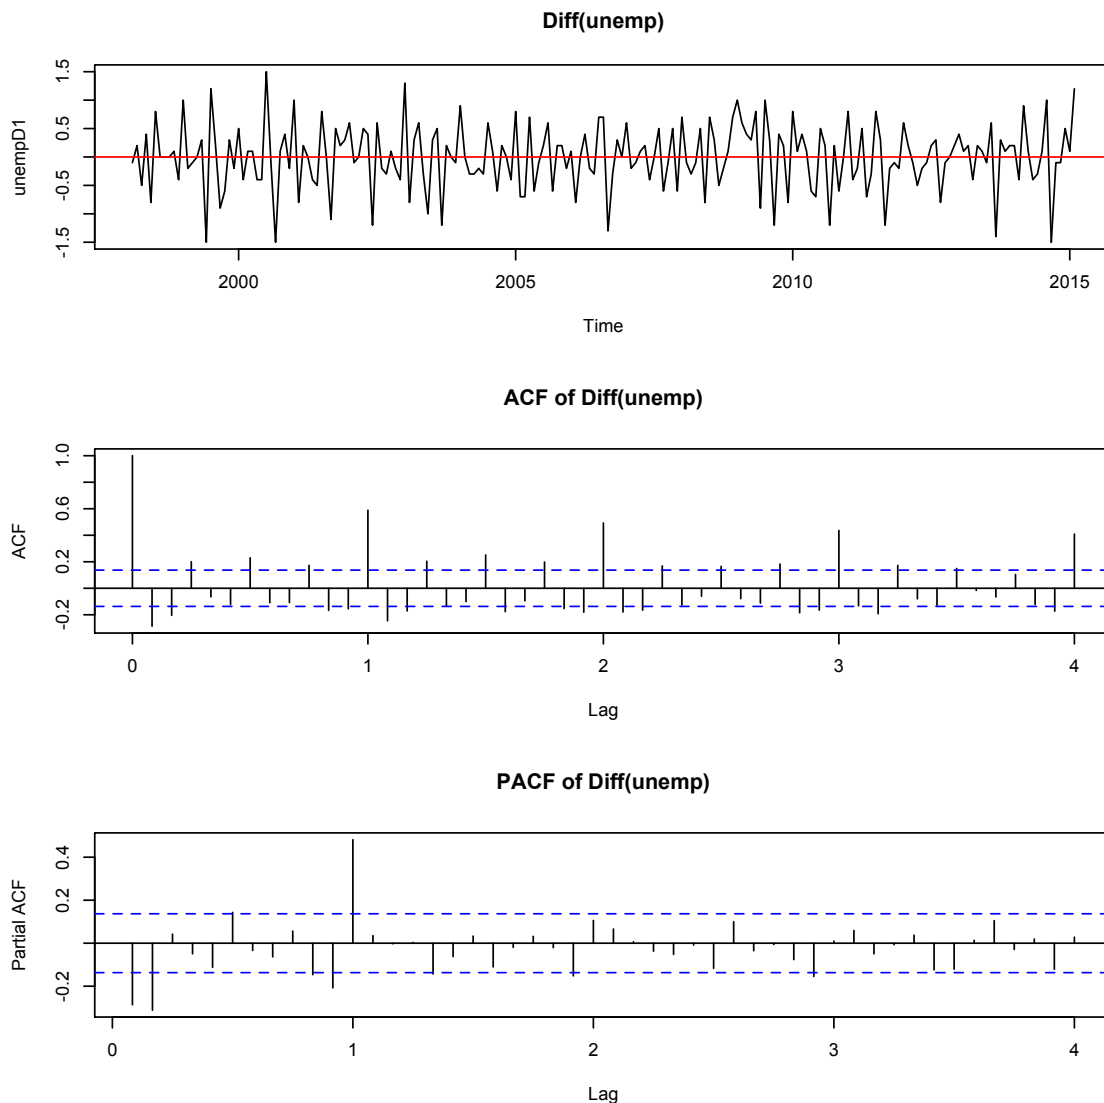 Diff(unemp)
unempD1
1.5
0.5
-0.5
-1.5
2000 2005 2010 2015
Time
ACF of Diff(unemp)
ACF
1.0
0.6
0.2
-0.2
0 1 2 3 4
Lag
PACF of Diff(unemp)
Partial ACF
0.4
0.2
-0.2
0 1 2 3 4
Lag